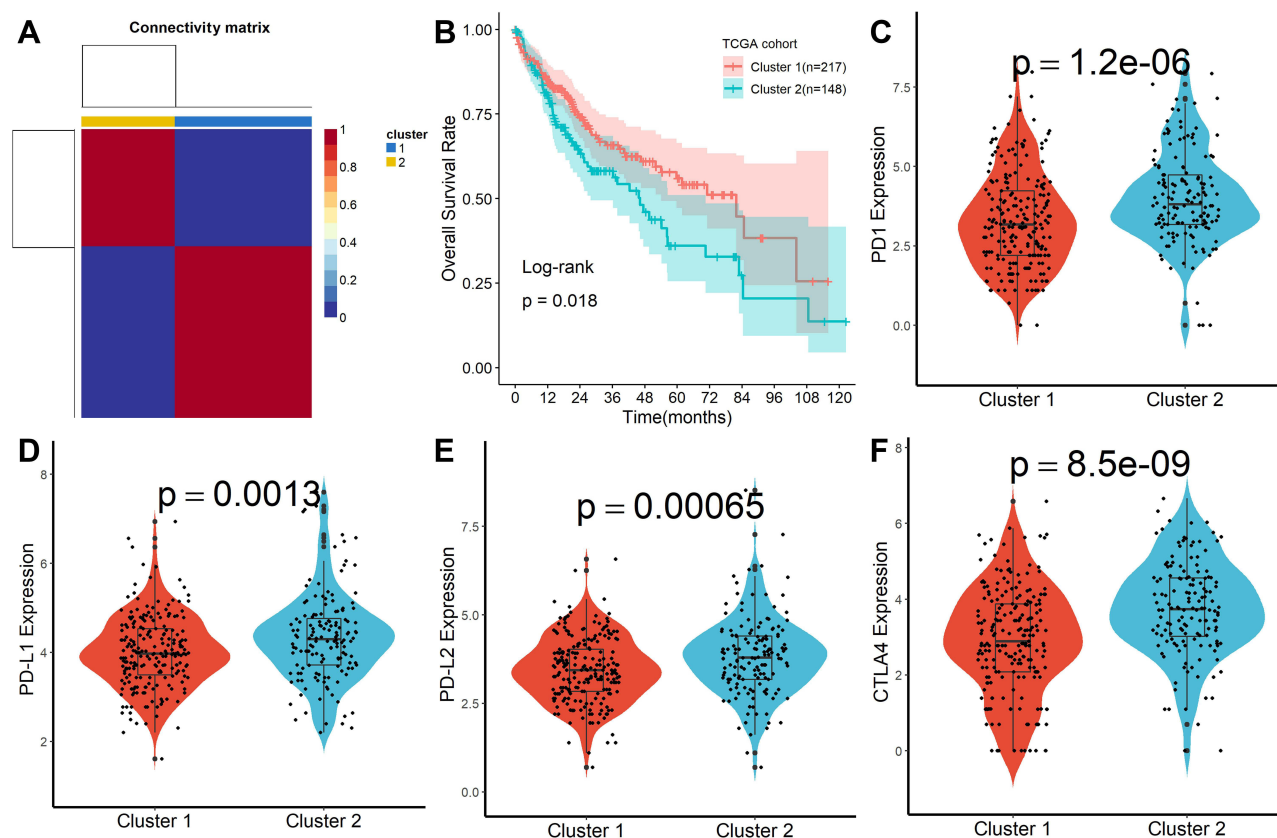 A
Connectivity matrix
cluster
1
2
1
0.8
0.6
0.4
0.2
0
B
TCGA cohort
Cluster 1(n=217)
Cluster 2(n=148)
Overall Survival Rate
1.00
0.75
0.50
0.25
0.00
Log-rank
p = 0.018
0 12 24 36 48 60 72 84 96 108 120
Time(months)
C
p = 1.2e-06
PD1 Expression
7.5
5.0
2.5
0.0
Cluster 1 Cluster 2
D
p = 0.0013
PD-L1 Expression
8
6
4
2
Cluster 1 Cluster 2
E
p = 0.00065
PD-L2 Expression
7.5
5.0
2.5
0.0
Cluster 1 Cluster 2
F
p = 8.5e-09
CTLA4 Expression
8
6
4
2
0
Cluster 1 Cluster 2